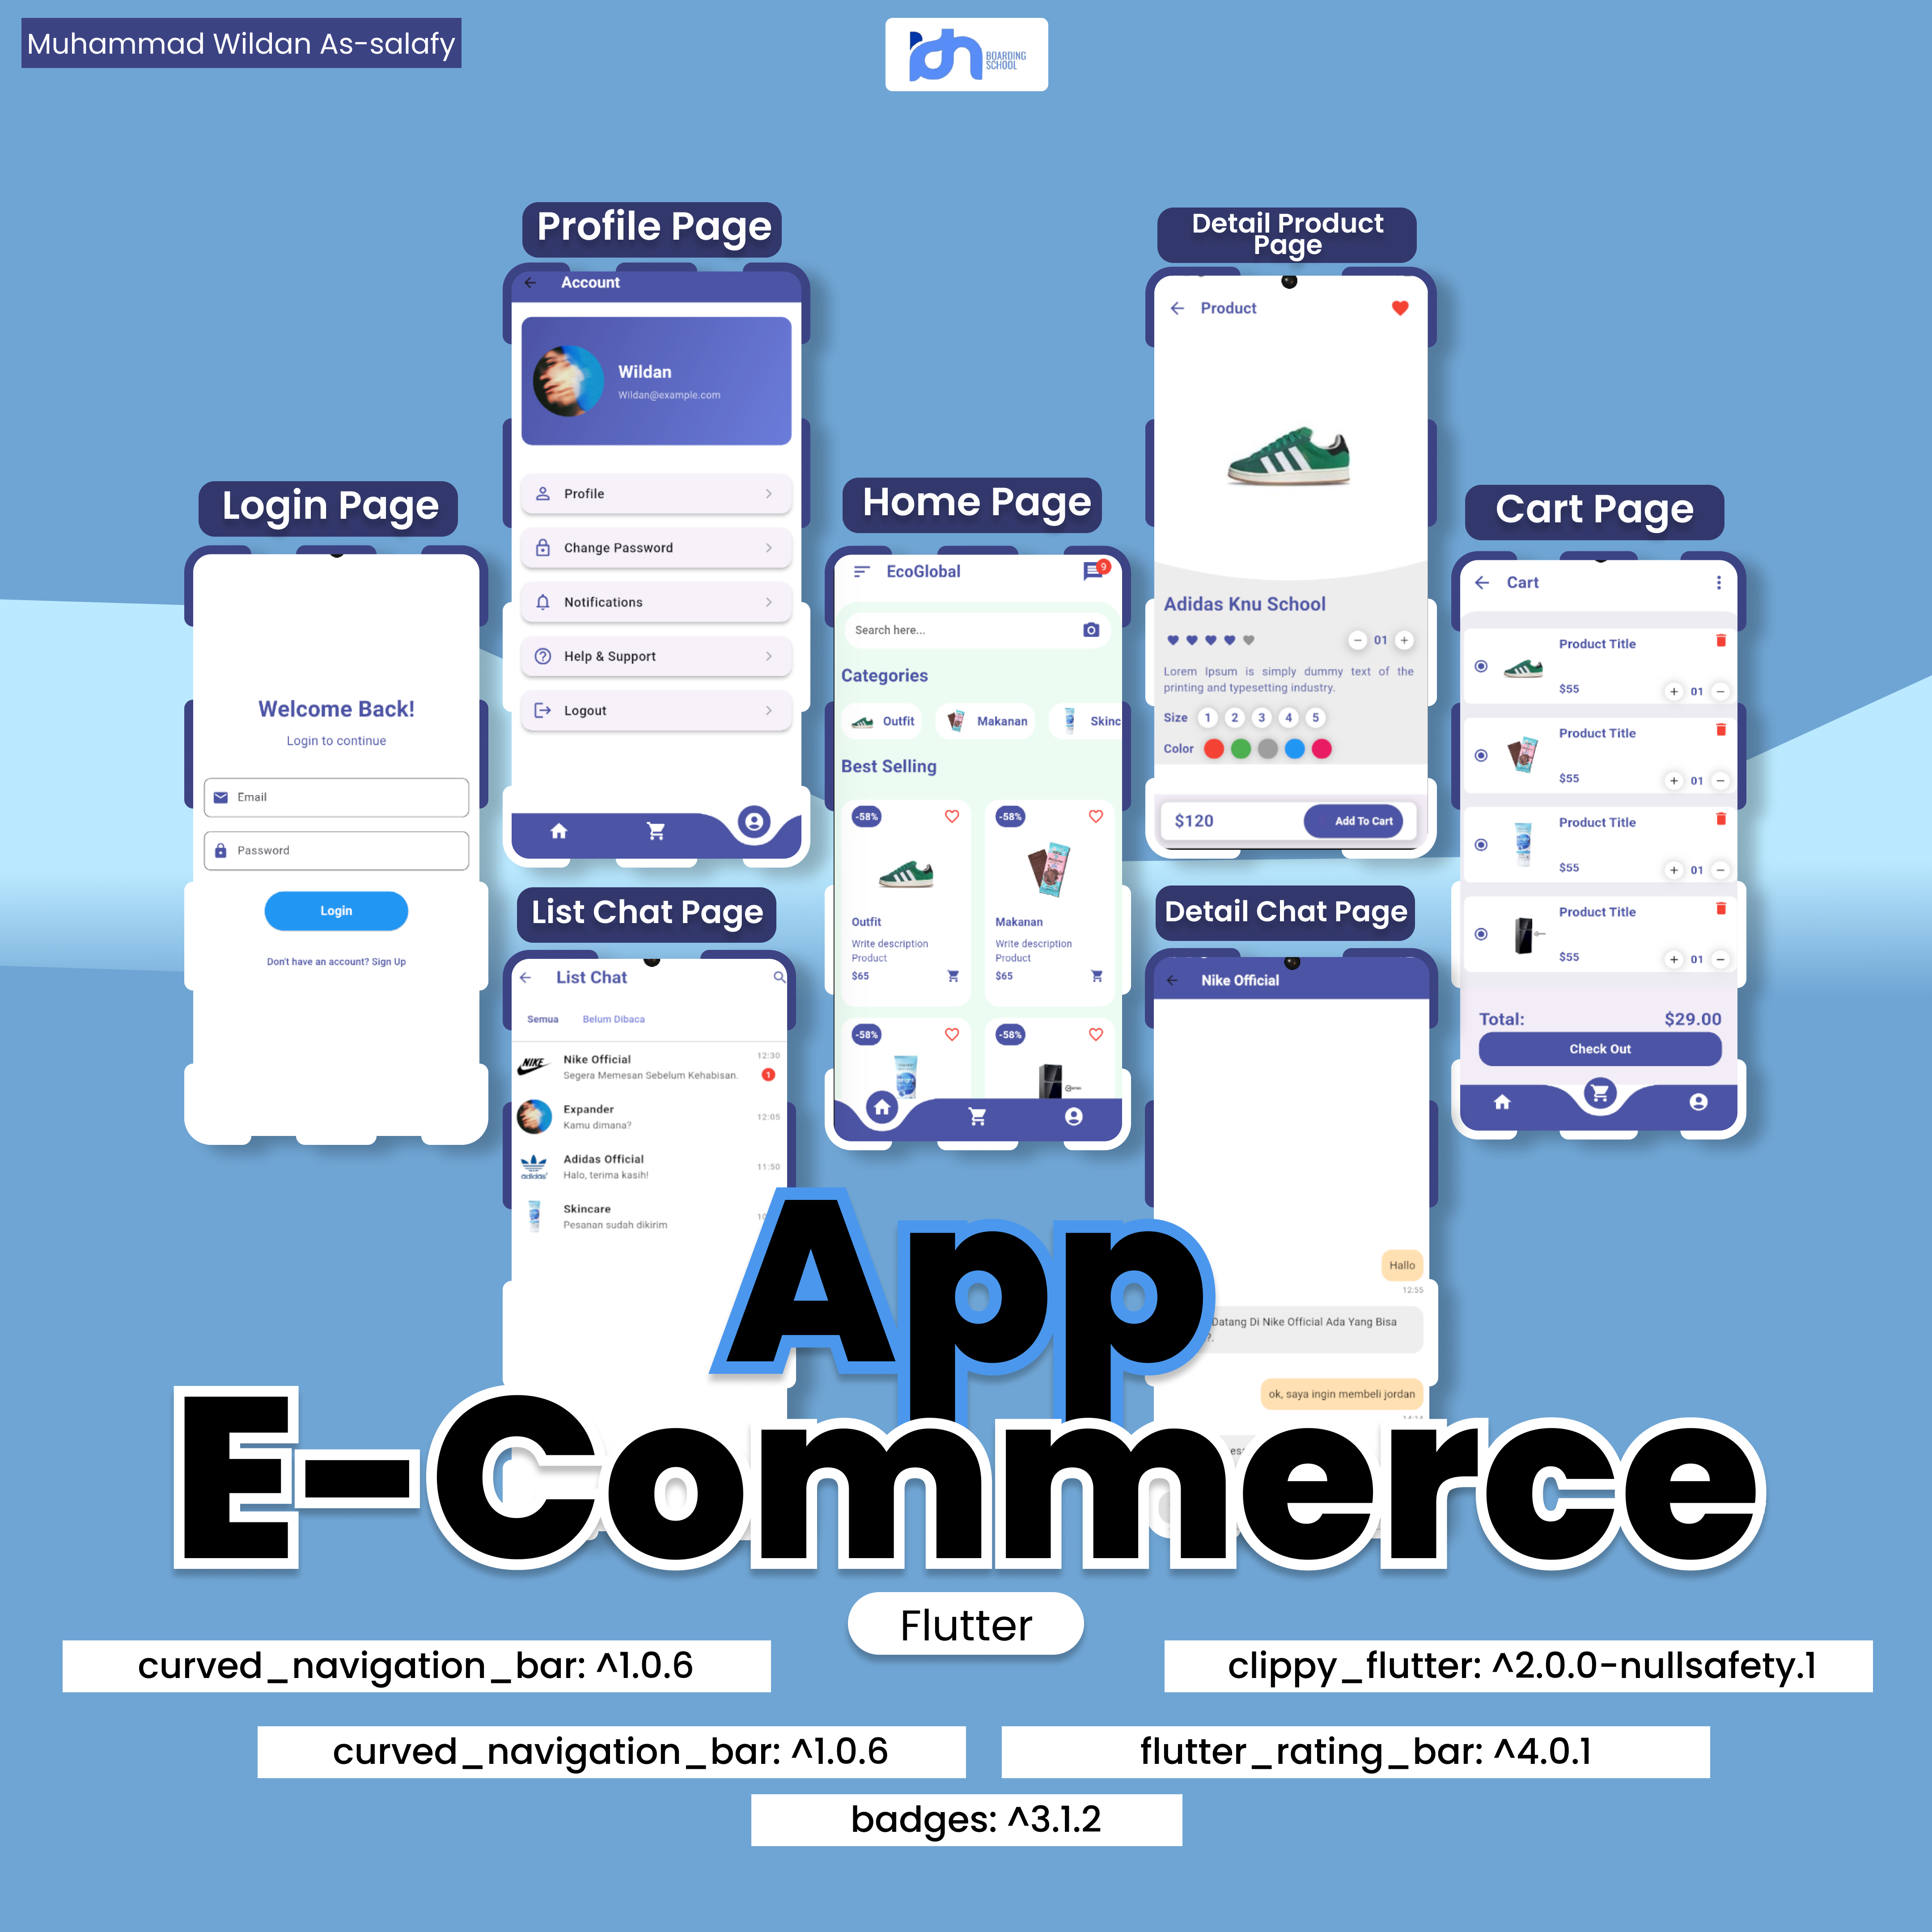 Muhammad Wildan As-salafy
idn
BOARDING
SCHOOL
Profile Page
Account
Wildan
Wildan@example.com
Profile
Change Password
Notifications
Help & Support
Logout
Detail Product
Page
Product
Adidas Knu School
01
Lorem Ipsum is simply dummy text of the
printing and typesetting industry.
Size 1 2 3 4 5
Color
$120 Add To Cart
Login Page
Welcome Back!
Login to continue
Email
Password
Login
Don't have an account? Sign Up
Home Page
EcoGlobal 9
Search here...
Categories
Outfit Makanan Skinc
Best Selling
-58% -58%
Outfit Makanan
Write description Write description
Product Product
$65 $65
-58% -58%
Cart Page
Cart
Product Title
$55 + 01 −
Product Title
$55 + 01 −
Product Title
$55 + 01 −
Product Title
$55 + 01 −
Total: $29.00
Check Out
List Chat Page
List Chat
Semua Belum Dibaca
NIKE
Nike Official 12:30
Segera Memesan Sebelum Kehabisan. 1
Expander
Kamu dimana? 12:05
adidas
Adidas Official
Halo, terima kasih! 11:50
Skincare
Pesanan sudah dikirim
Detail Chat Page
Nike Official
Hallo
12:55
Datang Di Nike Official Ada Yang Bisa
?.
ok, saya ingin membeli jordan
App
E-Commerce
Flutter
curved_navigation_bar: ^1.0.6
clippy_flutter: ^2.0.0-nullsafety.1
curved_navigation_bar: ^1.0.6
flutter_rating_bar: ^4.0.1
badges: ^3.1.2